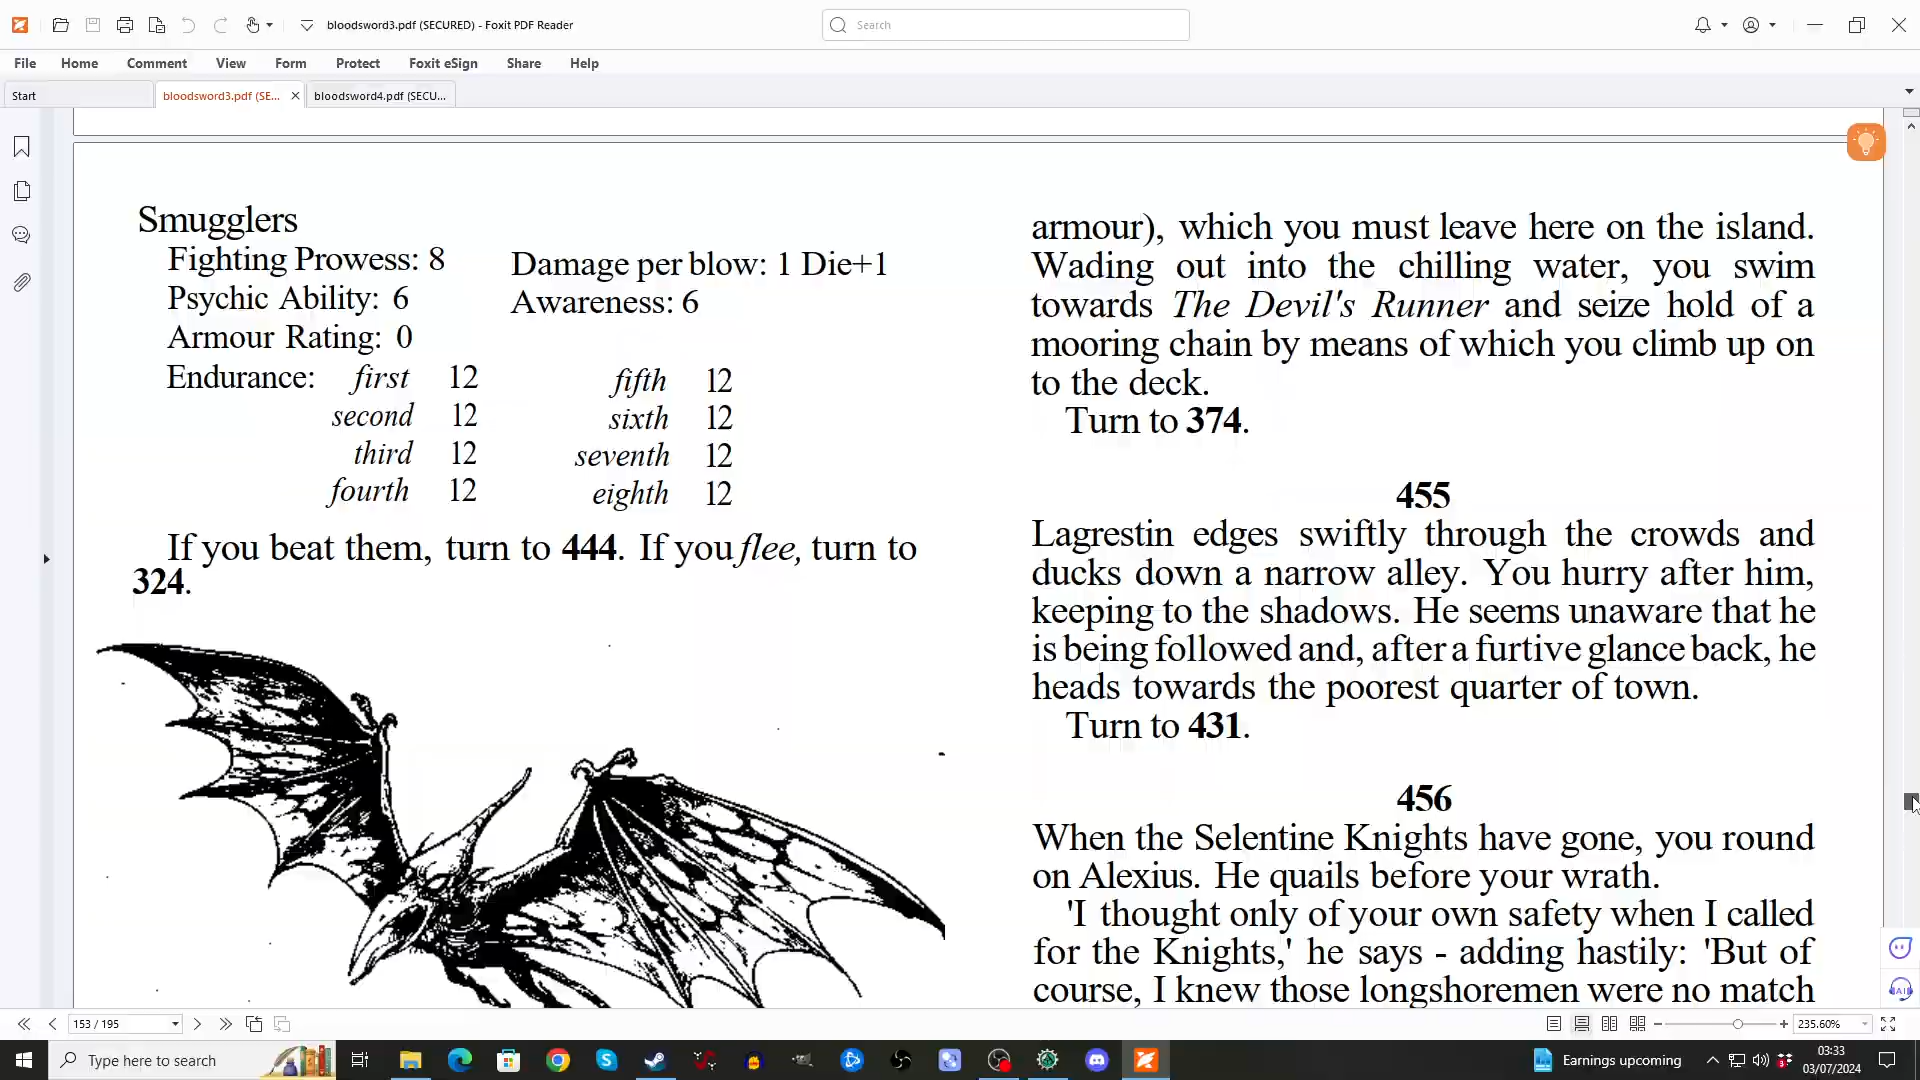 bloodsword3.pdf (SECURED) - Foxit PDF Reader
Search
File Home Comment View Form Protect Foxit eSign Share Help
Start bloodsword3.pdf (SE... bloodsword4.pdf (SECU...
Smugglers
Fighting Prowess: 8 Damage per blow: 1 Die+1
Psychic Ability: 6 Awareness: 6
Armour Rating: 0
Endurance: first 12 fifth 12
second 12 sixth 12
third 12 seventh 12
fourth 12 eighth 12
If you beat them, turn to 444. If you flee, turn to
324.
armour), which you must leave here on the island.
Wading out into the chilling water, you swim
towards The Devil's Runner and seize hold of a
mooring chain by means of which you climb up on
to the deck.
Turn to 374.
455
Lagrestin edges swiftly through the crowds and
ducks down a narrow alley. You hurry after him,
keeping to the shadows. He seems unaware that he
is being followed and, after a furtive glance back, he
heads towards the poorest quarter of town.
Turn to 431.
456
When the Selentine Knights have gone, you round
on Alexius. He quails before your wrath.
'I thought only of your own safety when I called
for the Knights,' he says - adding hastily: 'But of
course, I knew those longshoremen were no match
153 / 195
235.60%
Type here to search
Earnings upcoming
03:33
03/07/2024